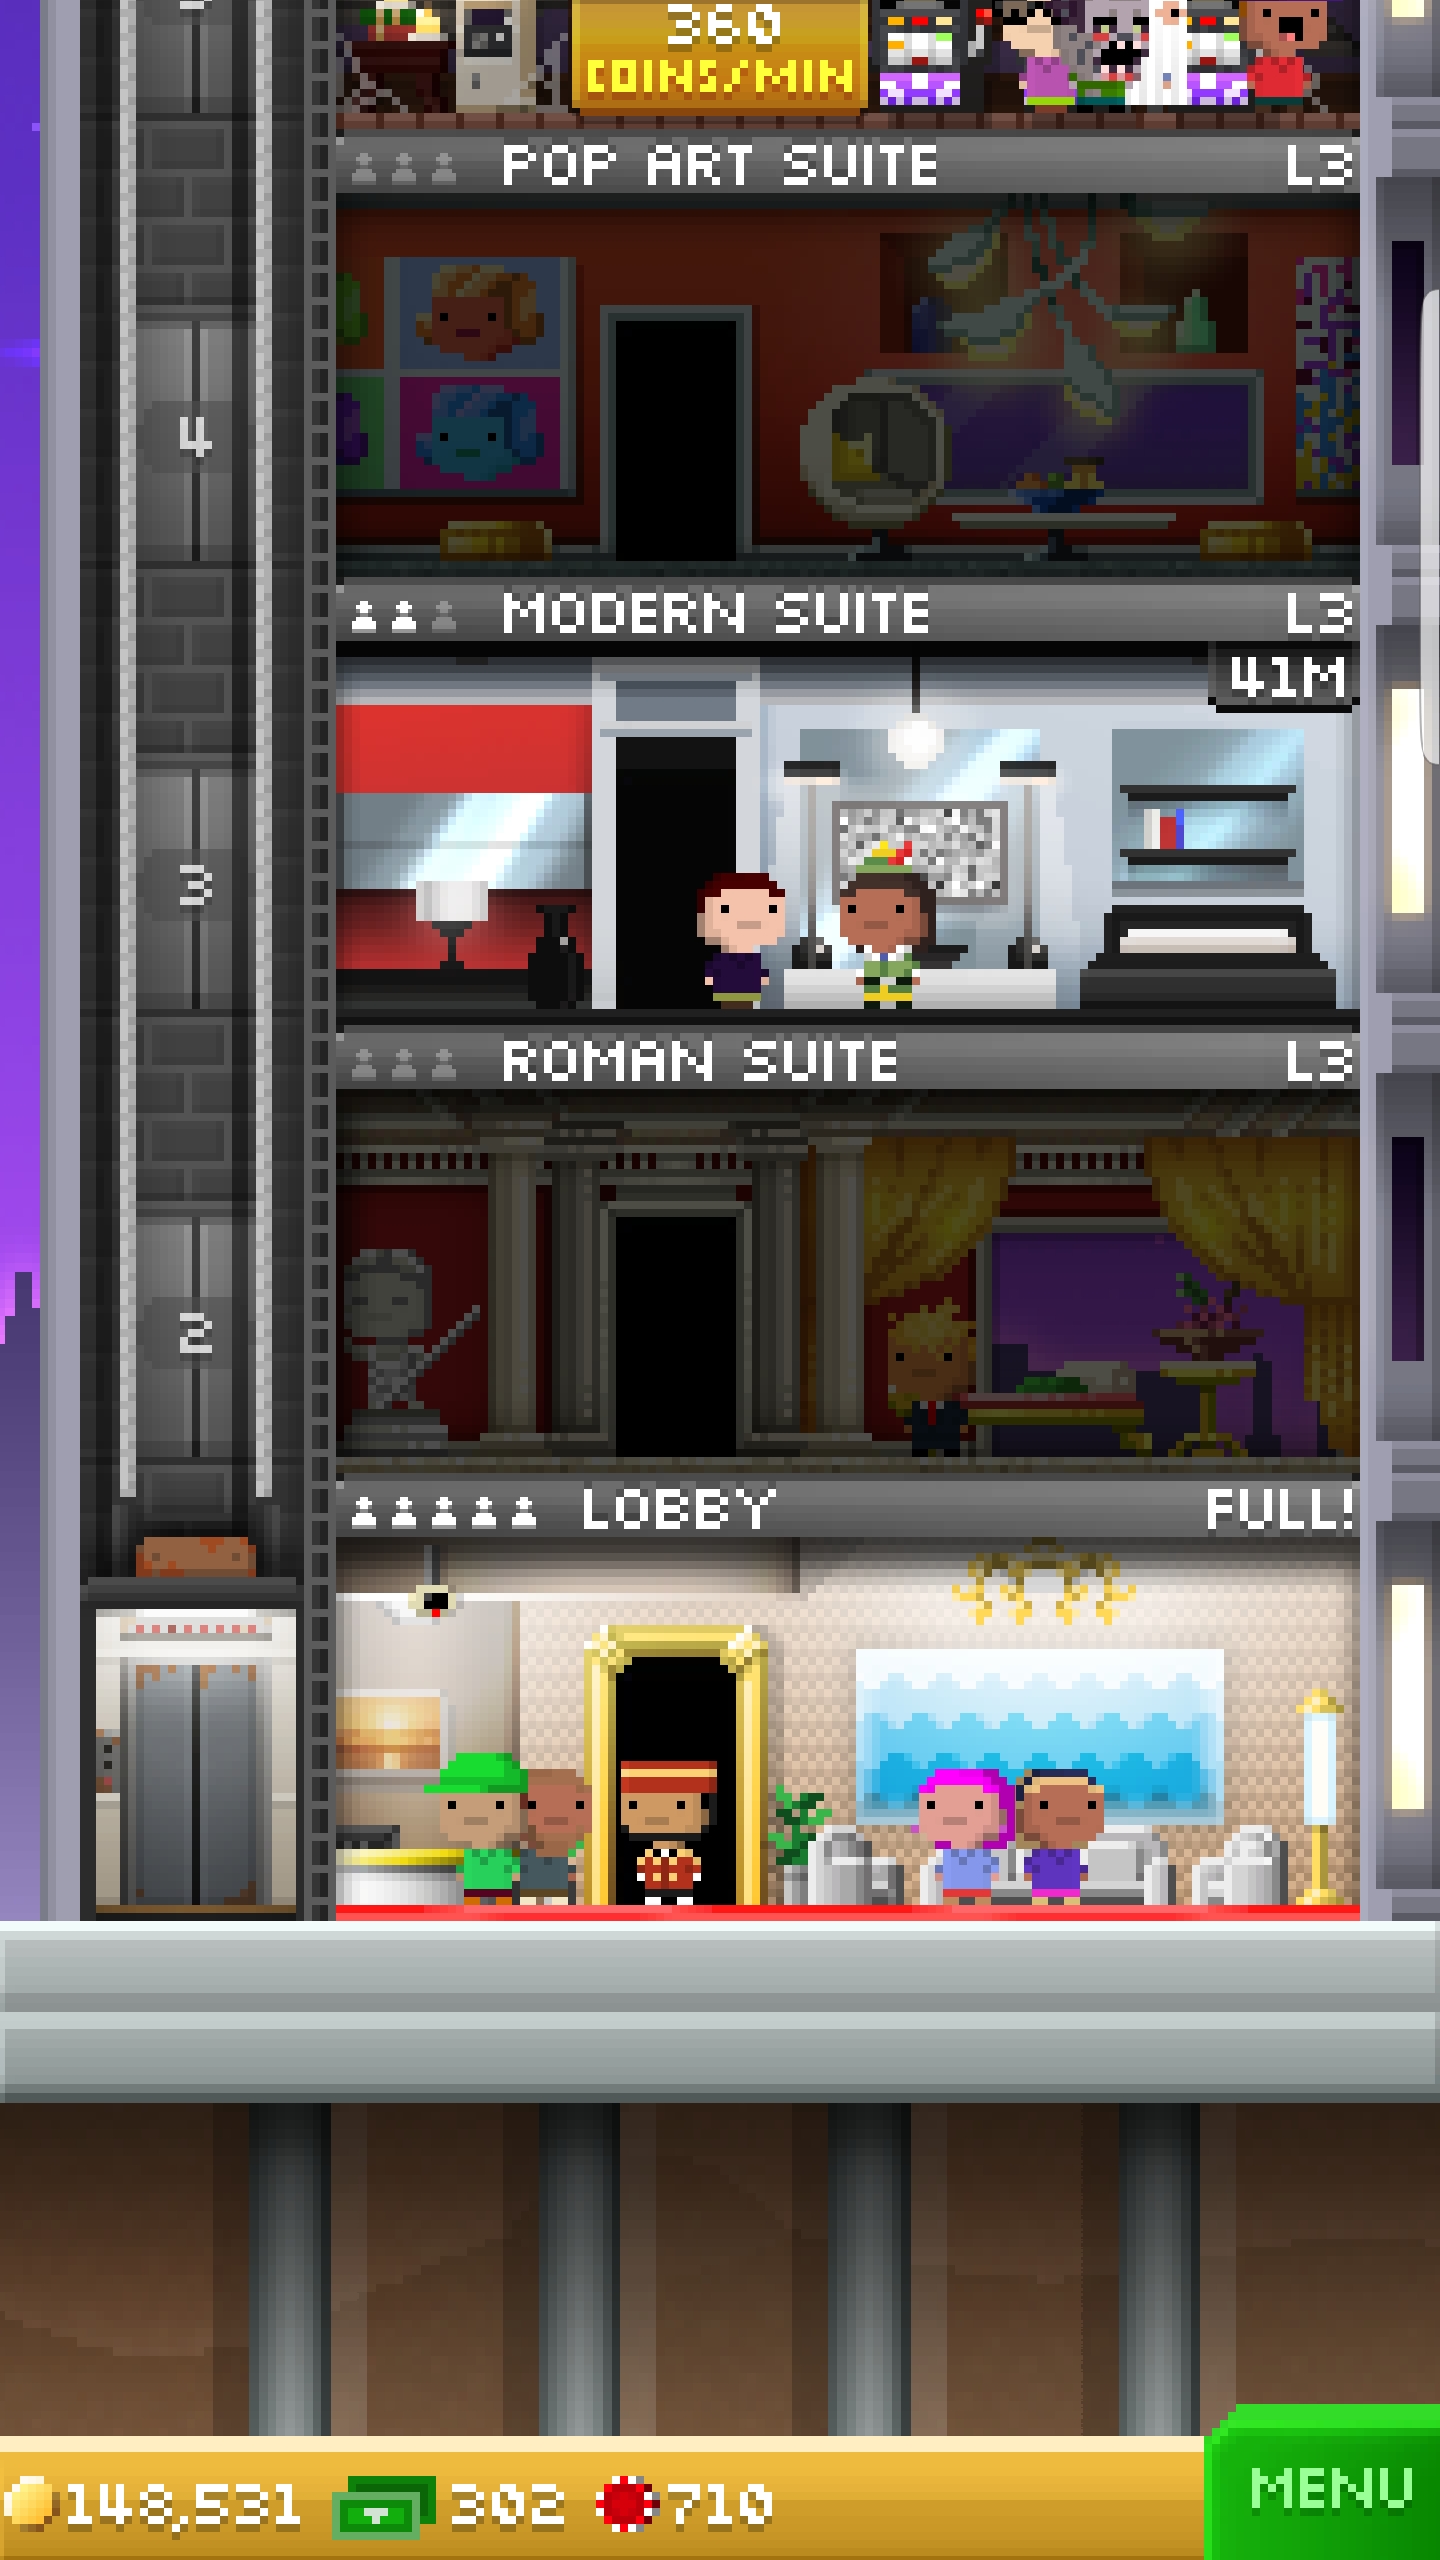 360
COINS/MIN
POP ART SUITE L3
4
MODERN SUITE L3
41M
3
ROMAN SUITE L3
2
LOBBY FULL!
148,531 302 710
MENU